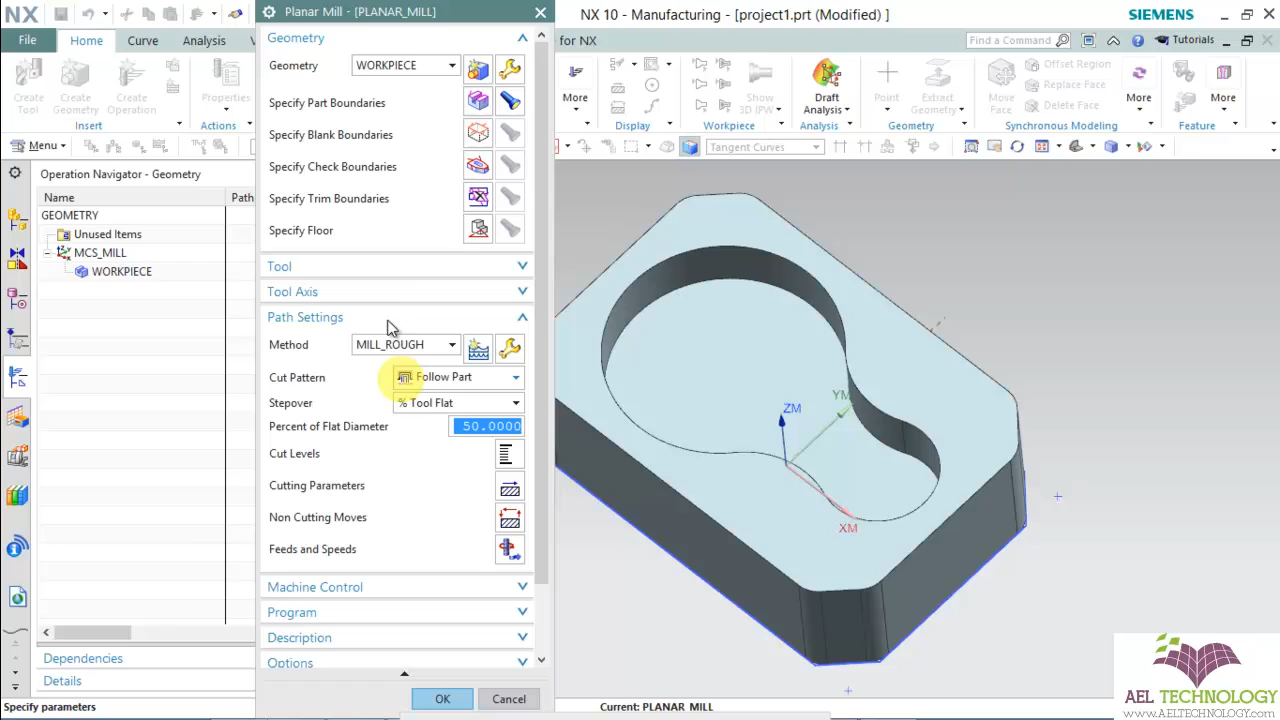 NX
Planar Mill - [PLANAR_MILL]
NX 10 - Manufacturing - [project1.prt (Modified) ]
SIEMENS
File
Home
Curve
Analysis
for NX
Find a Command
Tutorials
Create Tool
Create Geometry
Create Operation
Properties
Insert
Actions
More
Show 3D IPW
Draft Analysis
Point
Extract Geometry
Move Face
Offset Region
Replace Face
Delete Face
More
More
Display
Workpiece
Analysis
Geometry
Synchronous Modeling
Feature
Menu
Tangent Curves
Operation Navigator - Geometry
Name
Path
GEOMETRY
Unused Items
MCS_MILL
WORKPIECE
Dependencies
Details
Geometry
Geometry
WORKPIECE
Specify Part Boundaries
Specify Blank Boundaries
Specify Check Boundaries
Specify Trim Boundaries
Specify Floor
Tool
Tool Axis
Path Settings
Method
MILL_ROUGH
Cut Pattern
Follow Part
Stepover
% Tool Flat
Percent of Flat Diameter
50.0000
Cut Levels
Cutting Parameters
Non Cutting Moves
Feeds and Speeds
Machine Control
Program
Description
Options
OK
Cancel
ZM
YM
XM
Specify parameters
Current: PLANAR_MILL
AEL TECHNOLOGY
www.AELTECHNOLOGY.com